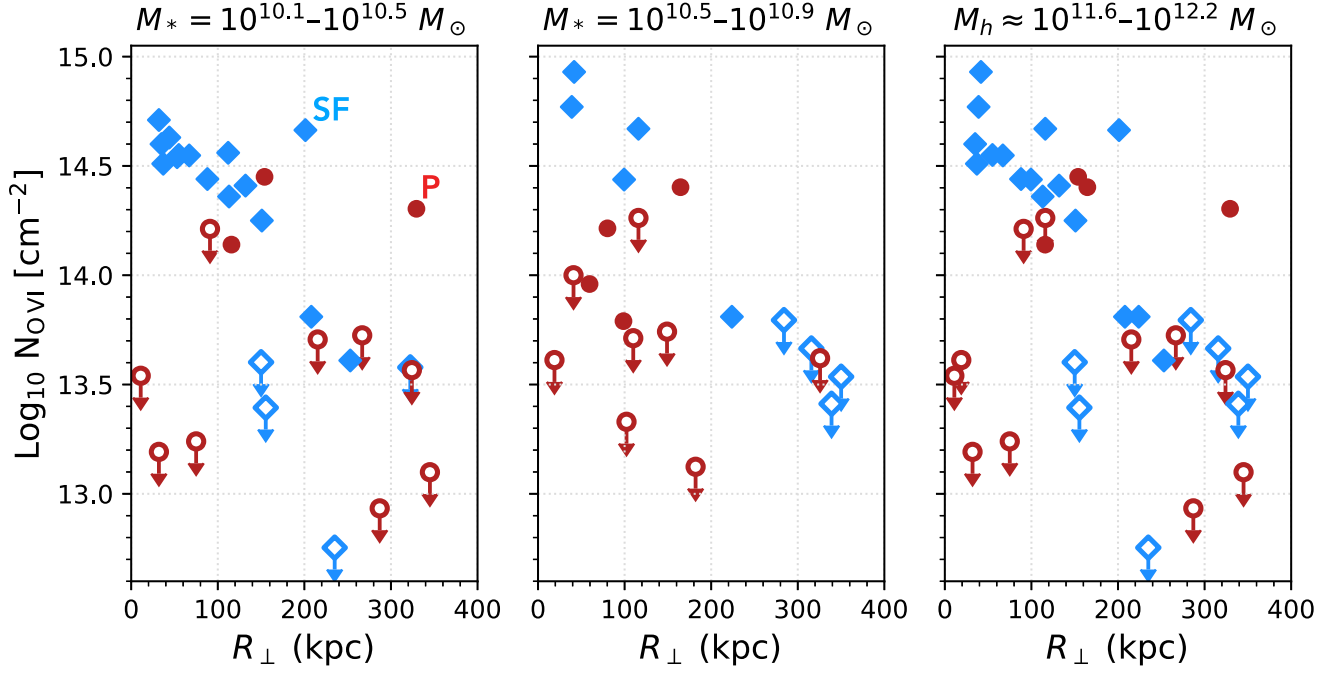 M* = 10^10.1–10^10.5 M⊙
M* = 10^10.5–10^10.9 M⊙
Mh ≈ 10^11.6–10^12.2 M⊙
Log10 NOVI [cm−2]
15.0
14.5
14.0
13.5
13.0
SF
P
0 100 200 300 400
0 100 200 300 400
0 100 200 300 400
R⊥ (kpc)
R⊥ (kpc)
R⊥ (kpc)